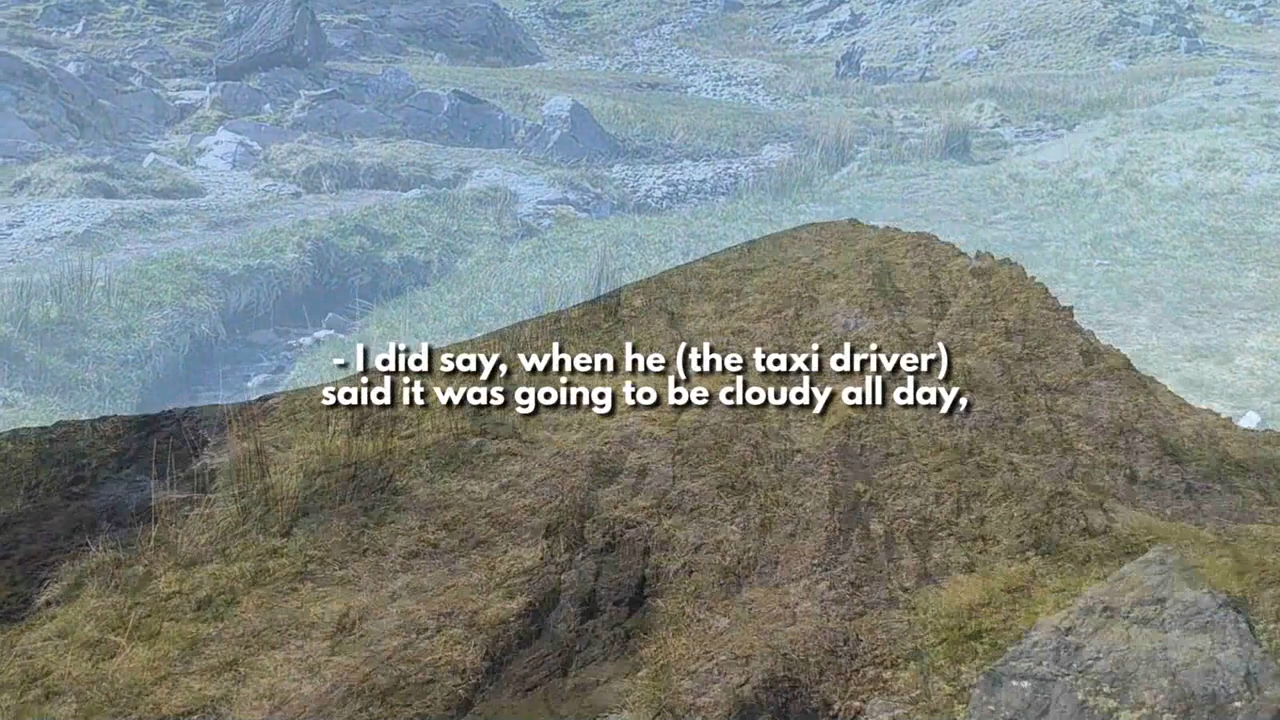 - I did say, when he (the taxi driver)
said it was going to be cloudy all day,